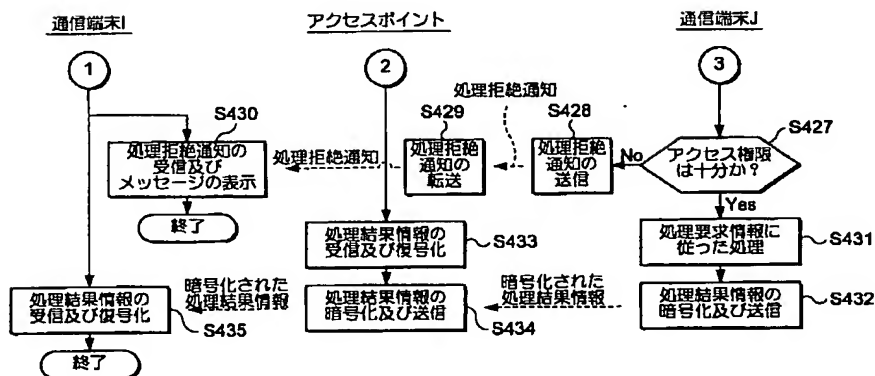 通信端末I
アクセスポイント
通信端末J
1
2
3
S430
処理拒絶通知の
受信及び
メッセージの表示
終了
処理拒絶通知
S429
処理拒絶
通知の
転送
処理拒絶通知
S428
処理拒絶
通知の
送信
No
S427
アクセス権限
は十分か?
Yes
処理結果情報の
受信及び復号化
S433
処理要求情報に
従った処理
S431
処理結果情報の
受信及び復号化
S435
暗号化された
処理結果情報
処理結果情報の
暗号化及び送信
S434
暗号化された
処理結果情報
処理結果情報の
暗号化及び送信
S432
終了